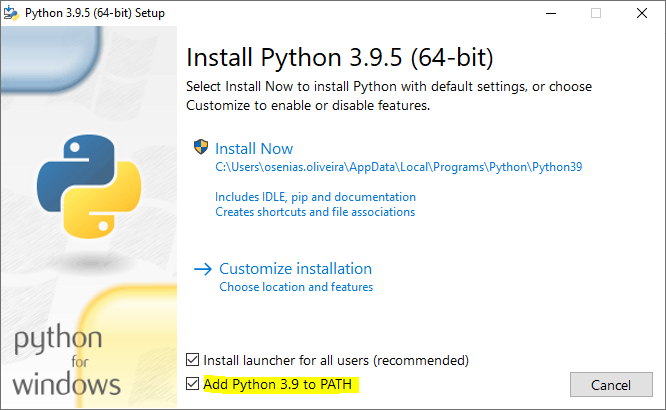 Python 3.9.5 (64-bit) Setup
Install Python 3.9.5 (64-bit)
Select Install Now to install Python with default settings, or choose
Customize to enable or disable features.
Install Now
C:\Users\osenias.oliveira\AppData\Local\Programs\Python\Python39
Includes IDLE, pip and documentation
Creates shortcuts and file associations
Customize installation
Choose location and features
python
for
windows
Install launcher for all users (recommended)
Add Python 3.9 to PATH
Cancel